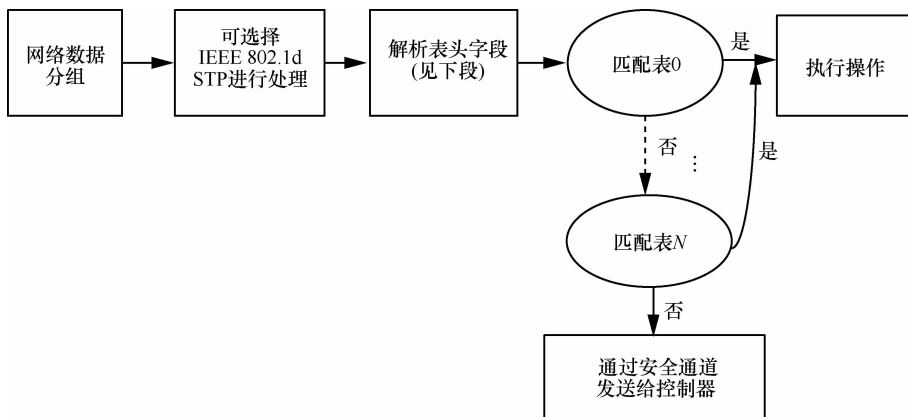 网络数据
分组
可选择
IEEE 802.1d
STP进行处理
解析表头字段
(见下段)
匹配表0
是
执行操作
否
⋮
是
匹配表N
否
通过安全通道
发送给控制器